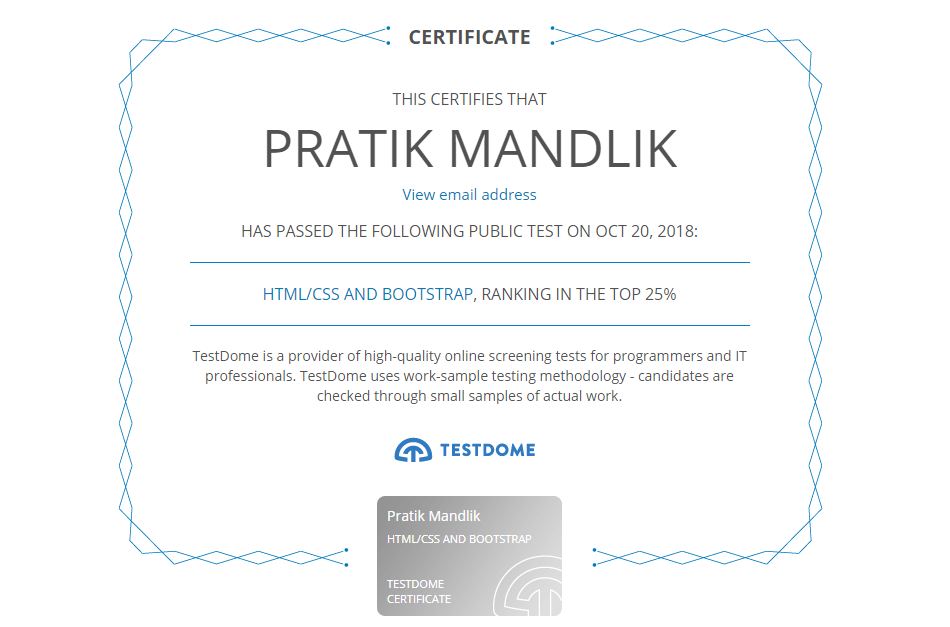 CERTIFICATE
THIS CERTIFIES THAT
PRATIK MANDLIK
View email address
HAS PASSED THE FOLLOWING PUBLIC TEST ON OCT 20, 2018:
HTML/CSS AND BOOTSTRAP, RANKING IN THE TOP 25%
TestDome is a provider of high-quality online screening tests for programmers and IT
professionals. TestDome uses work-sample testing methodology - candidates are
checked through small samples of actual work.
TESTDOME
Pratik Mandlik
HTML/CSS AND BOOTSTRAP
TESTDOME
CERTIFICATE